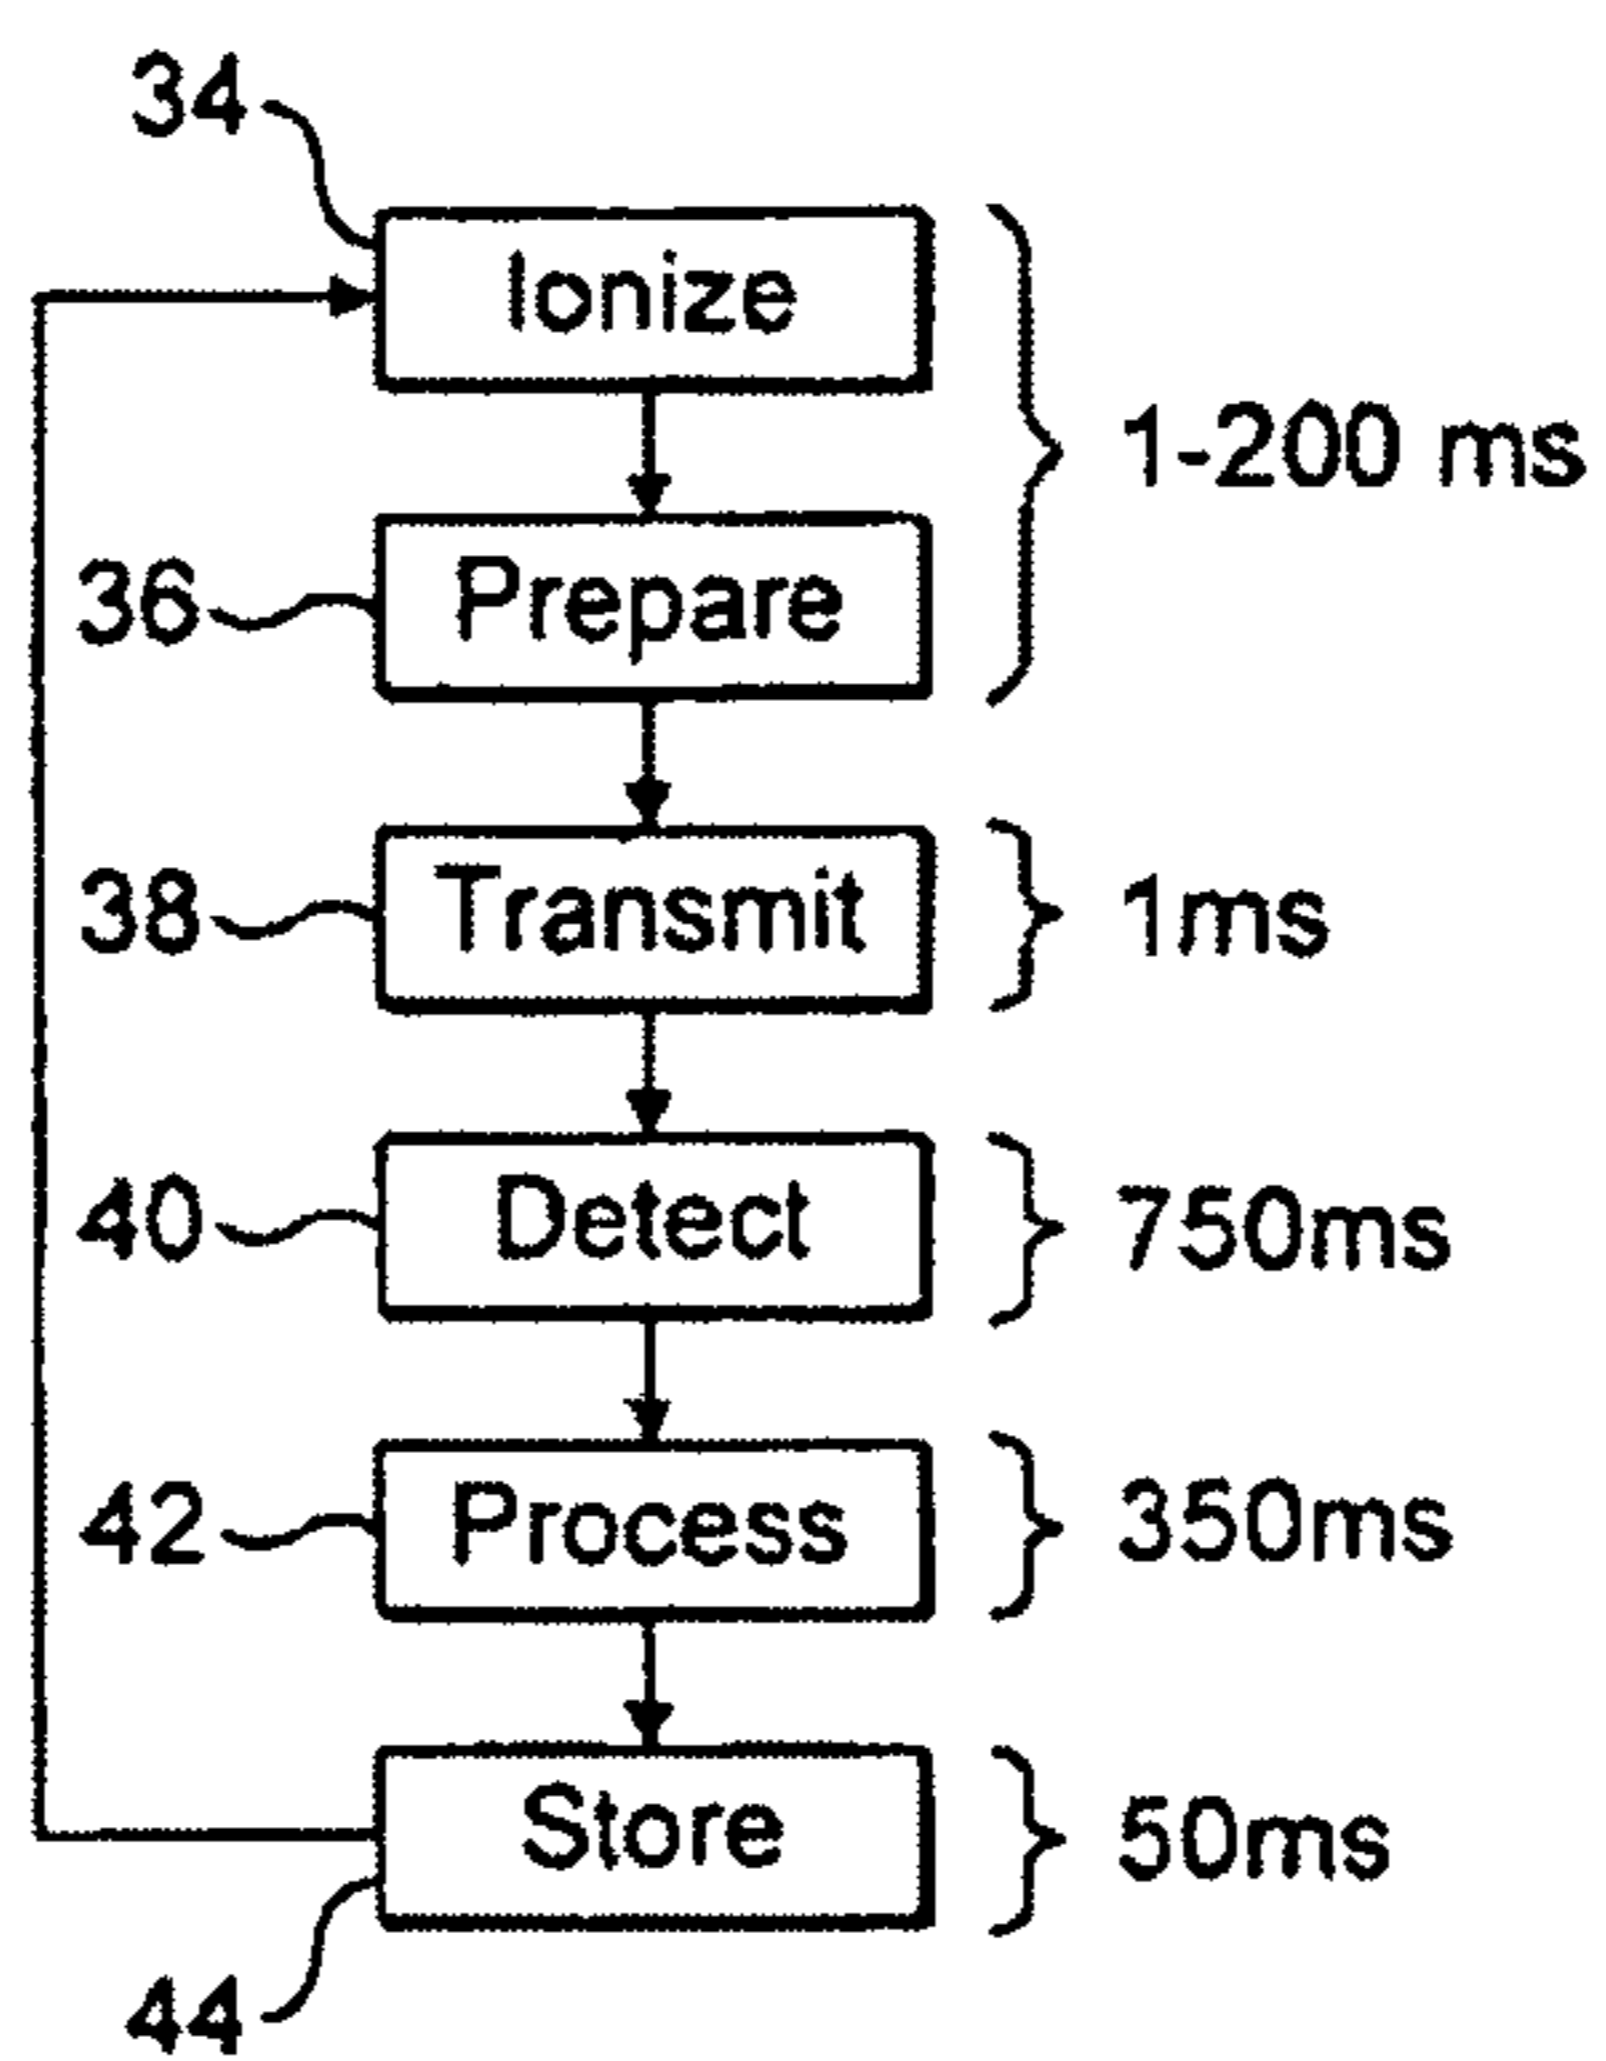 34
Ionize
1-200 ms
36
Prepare
38
Transmit
1ms
40
Detect
750ms
42
Process
350ms
Store
50ms
44